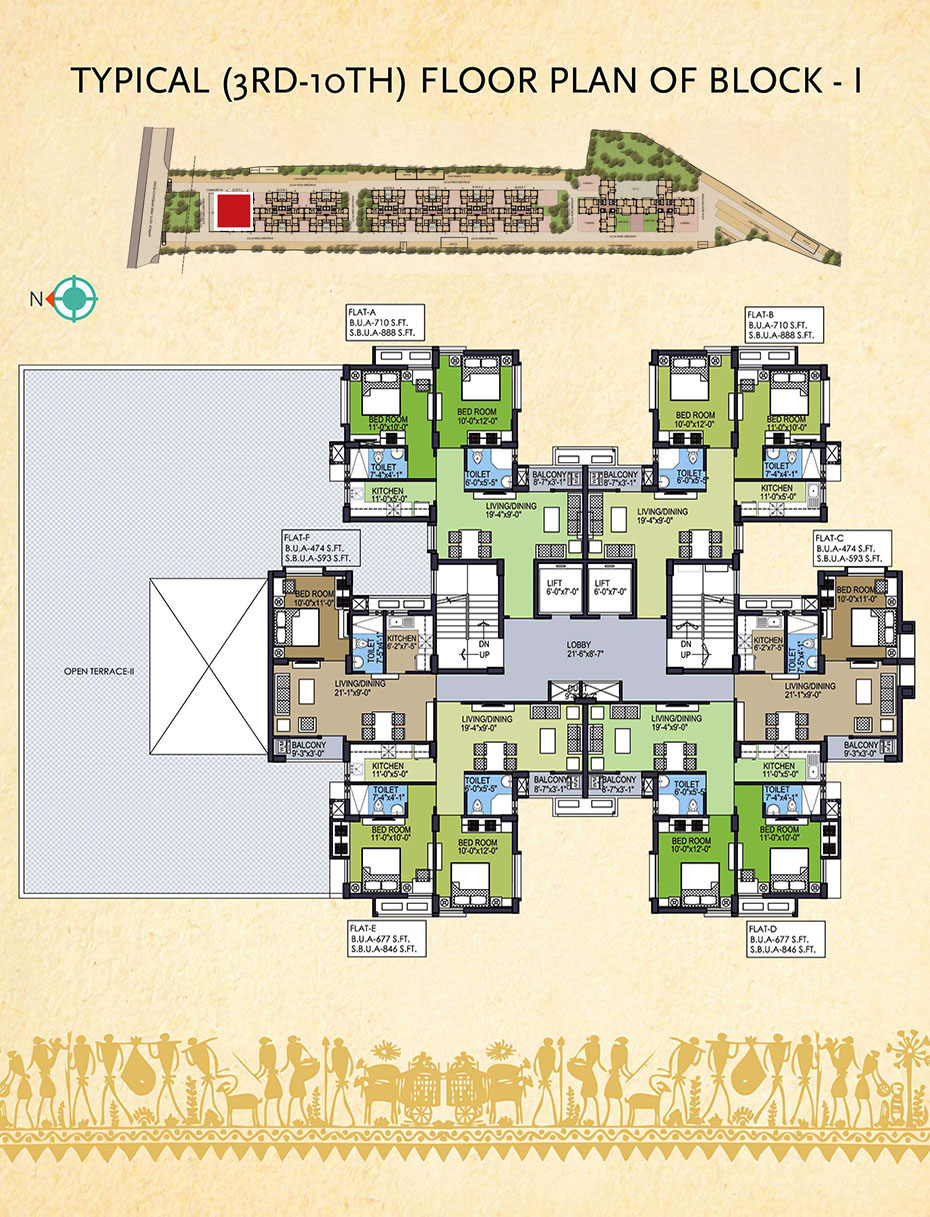 TYPICAL (3RD-10TH) FLOOR PLAN OF BLOCK - I
N
FLAT-A
B.U.A-710 S.FT.
S.B.U.A-888 S.FT.
FLAT-B
B.U.A-710 S.FT.
S.B.U.A-888 S.FT.
BED ROOM
11'-0"x10'-0"
BED ROOM
10'-0"x12'-0"
BED ROOM
10'-0"x12'-0"
BED ROOM
11'-0"x10'-0"
TOILET
7'-4"x4'-1"
TOILET
6'-0"x5'-5"
BALCONY
8'-7"x3'-1"
BALCONY
8'-7"x3'-1"
TOILET
6'-0"x5'-5"
TOILET
7'-4"x4'-1"
KITCHEN
11'-0"x5'-0"
LIVING/DINING
19'-4"x9'-0"
LIVING/DINING
19'-4"x9'-0"
KITCHEN
11'-0"x5'-0"
FLAT-F
B.U.A-474 S.FT.
S.B.U.A-593 S.FT.
FLAT-C
B.U.A-474 S.FT.
S.B.U.A-593 S.FT.
LIFT
6'-0"x7'-0"
LIFT
6'-0"x7'-0"
BED ROOM
10'-0"x11'-0"
BED ROOM
10'-0"x11'-0"
TOILET
7'-5"x4'-1"
KITCHEN
6'-2"x7'-5"
DN
UP
LOBBY
21'-6"x8'-7"
DN
UP
KITCHEN
6'-2"x7'-5"
TOILET
7'-5"x4'-1"
OPEN TERRACE-II
LIVING/DINING
21'-1"x9'-0"
LIVING/DINING
21'-1"x9'-0"
LIVING/DINING
19'-4"x9'-0"
LIVING/DINING
19'-4"x9'-0"
BALCONY
9'-3"x3'-0"
BALCONY
9'-3"x3'-0"
KITCHEN
11'-0"x5'-0"
KITCHEN
11'-0"x5'-0"
TOILET
7'-4"x4'-1"
TOILET
6'-0"x5'-5"
BALCONY
8'-7"x3'-1"
BALCONY
8'-7"x3'-1"
TOILET
6'-0"x5'-5"
TOILET
7'-4"x4'-1"
BED ROOM
11'-0"x10'-0"
BED ROOM
10'-0"x12'-0"
BED ROOM
10'-0"x12'-0"
BED ROOM
11'-0"x10'-0"
FLAT-E
B.U.A-677 S.FT.
S.B.U.A-846 S.FT.
FLAT-D
B.U.A-677 S.FT.
S.B.U.A-846 S.FT.